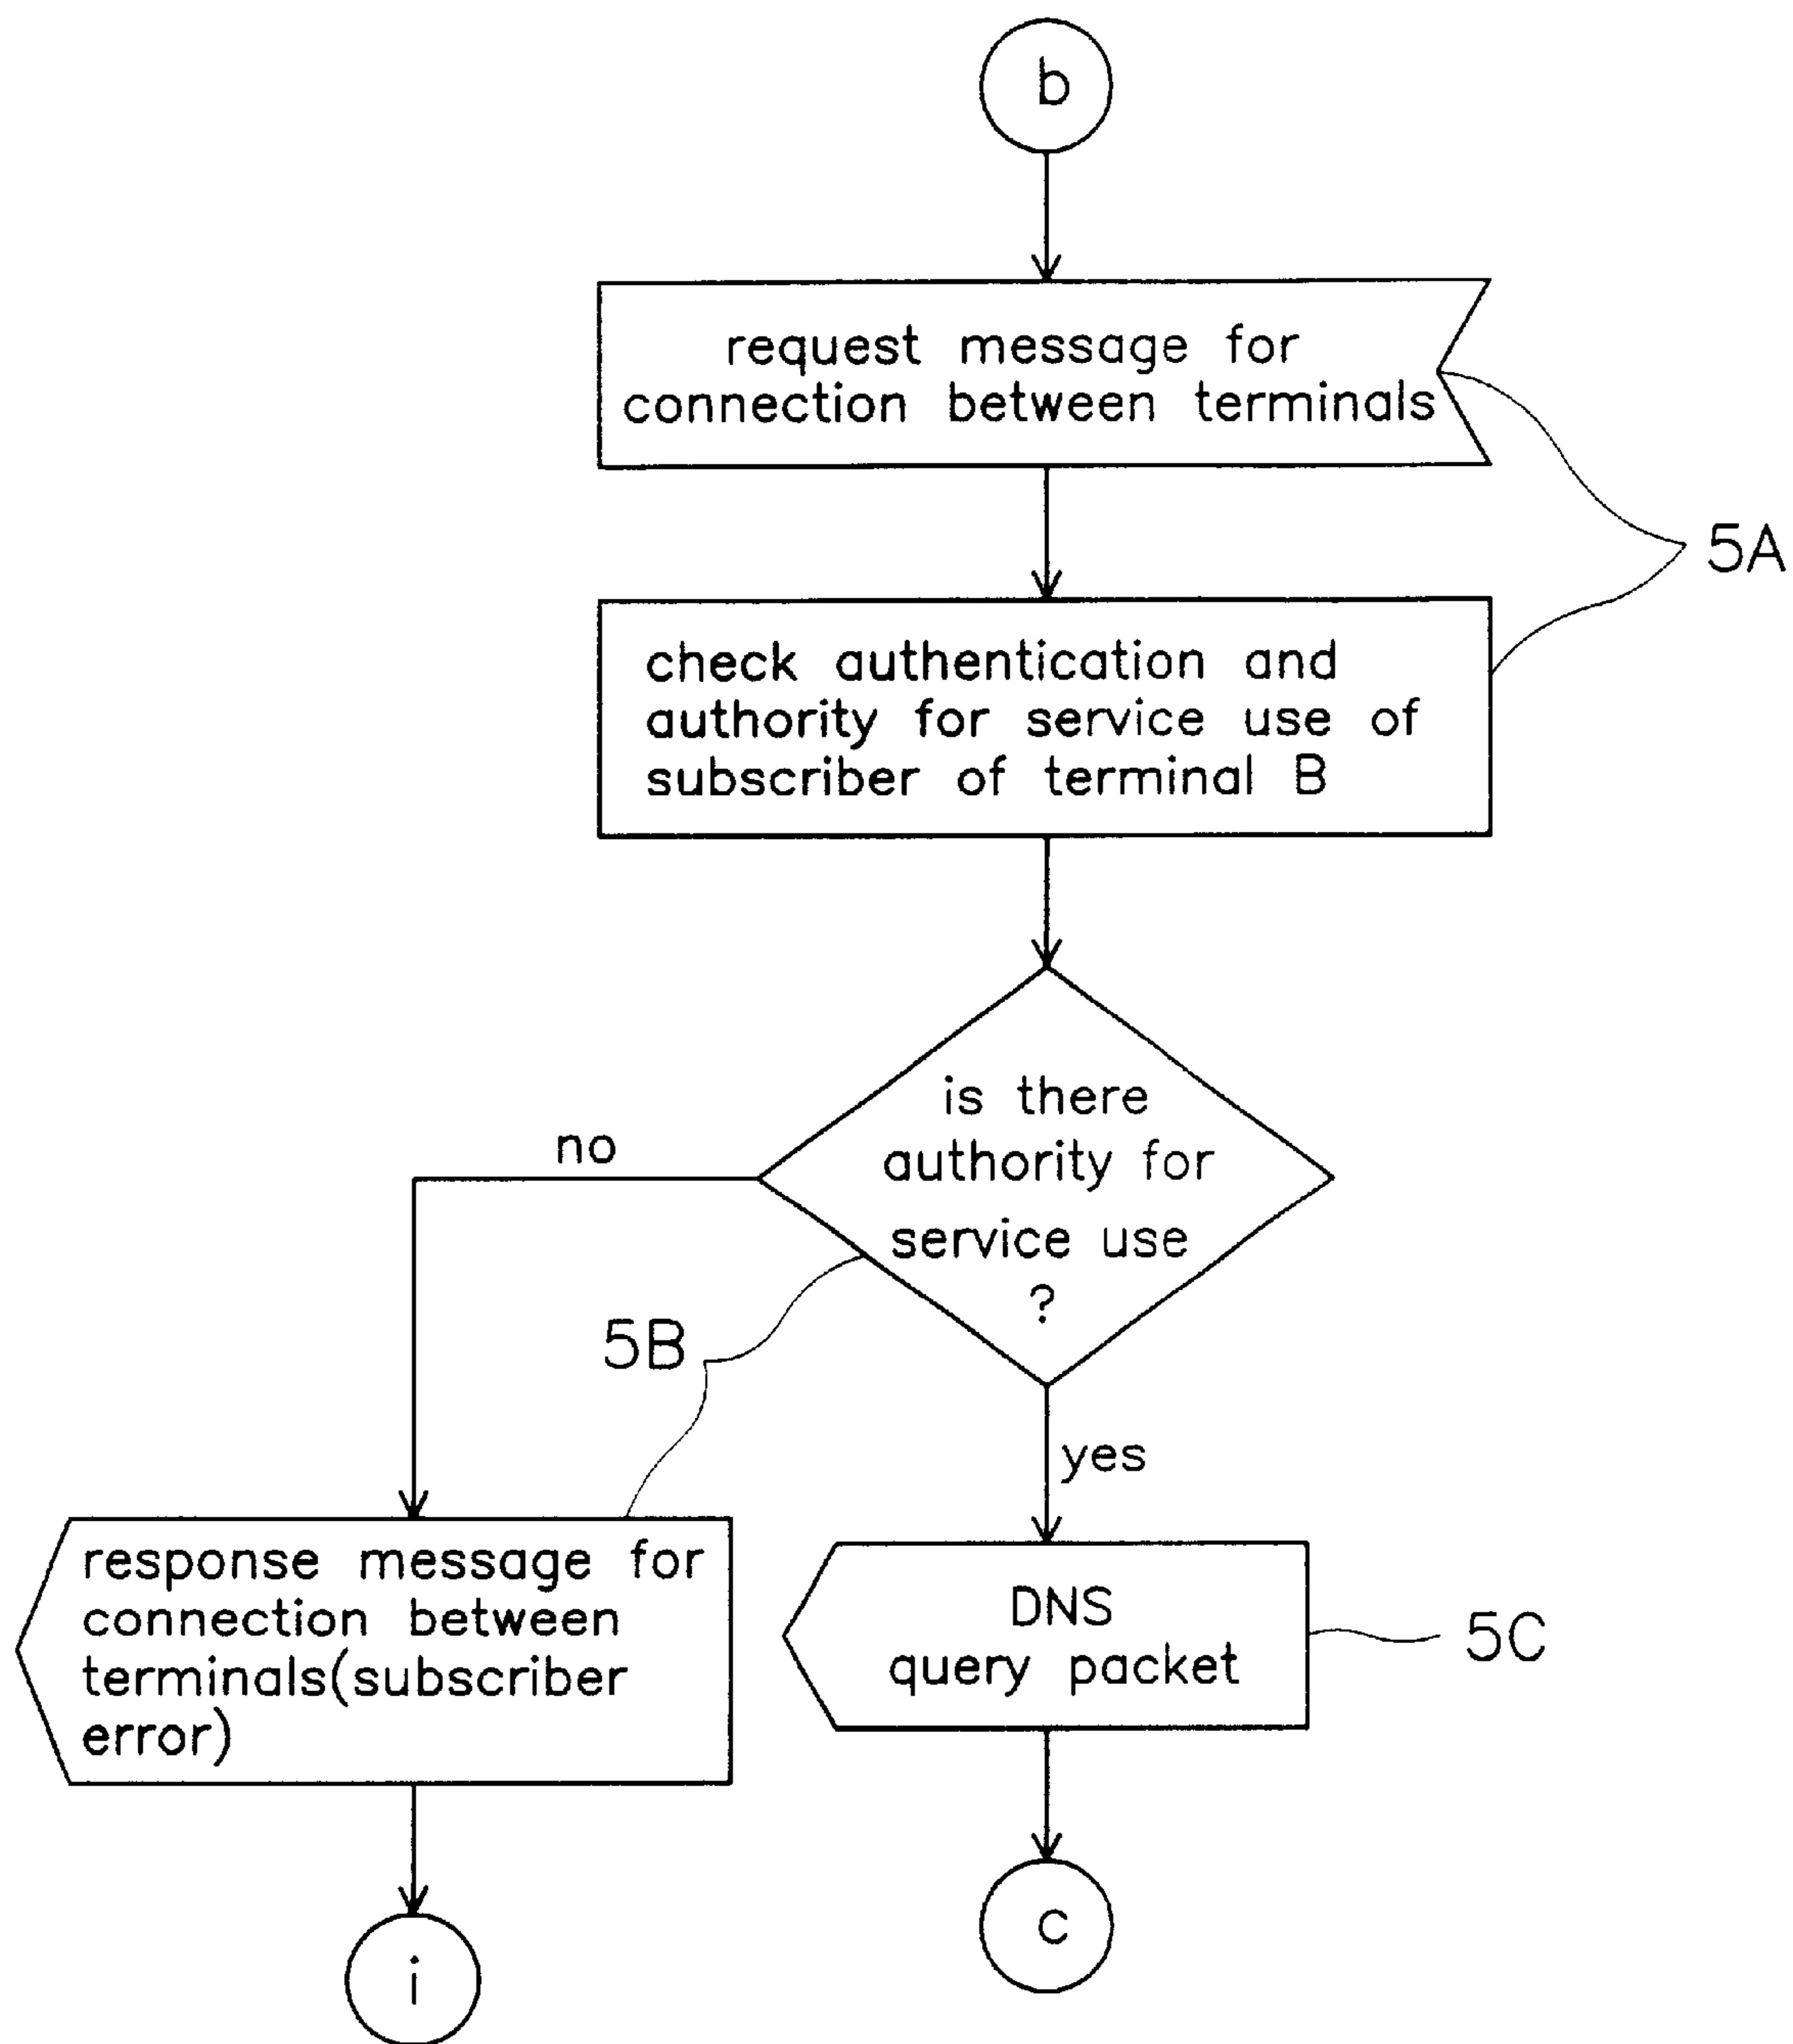 b
request message for
connection between terminals
5A
check authentication and
authority for service use of
subscriber of terminal B
is there
authority for
service use
?
no
5B
yes
response message for
connection between
terminals(subscriber
error)
DNS
query packet
5C
c
i